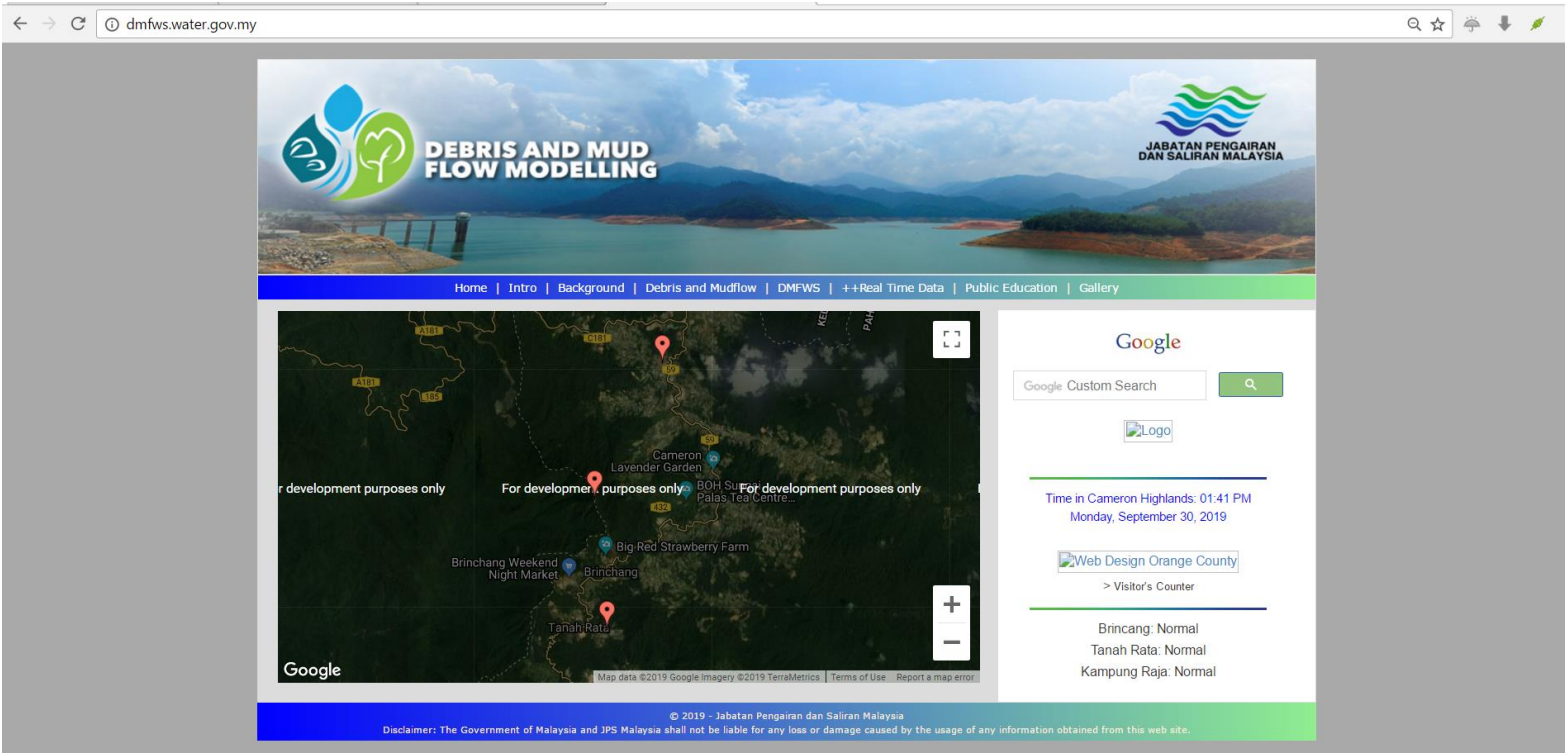 dmfws.water.gov.my
DEBRIS AND MUD
FLOW MODELLING
JABATAN PENGAIRAN
DAN SALIRAN MALAYSIA
Home | Intro | Background | Debris and Mudflow | DMFWS | ++Real Time Data | Public Education | Gallery
A181
C181
KEL
PAH
59
A181
185
59
Cameron
Lavender Garden
r development purposes only
For development purposes only
For development purposes only
BOH Sungei
Palas Tea Centre...
432
Big Red Strawberry Farm
Brinchang Weekend
Night Market
Brinchang
Tanah Rata
Google
Map data ©2019 Google Imagery ©2019 TerraMetrics
Terms of Use
Report a map error
Google
Google Custom Search
Logo
Time in Cameron Highlands: 01:41 PM
Monday, September 30, 2019
Web Design Orange County
> Visitor's Counter
Brincang: Normal
Tanah Rata: Normal
Kampung Raja: Normal
© 2019 - Jabatan Pengairan dan Saliran Malaysia
Disclaimer: The Government of Malaysia and JPS Malaysia shall not be liable for any loss or damage caused by the usage of any information obtained from this web site.